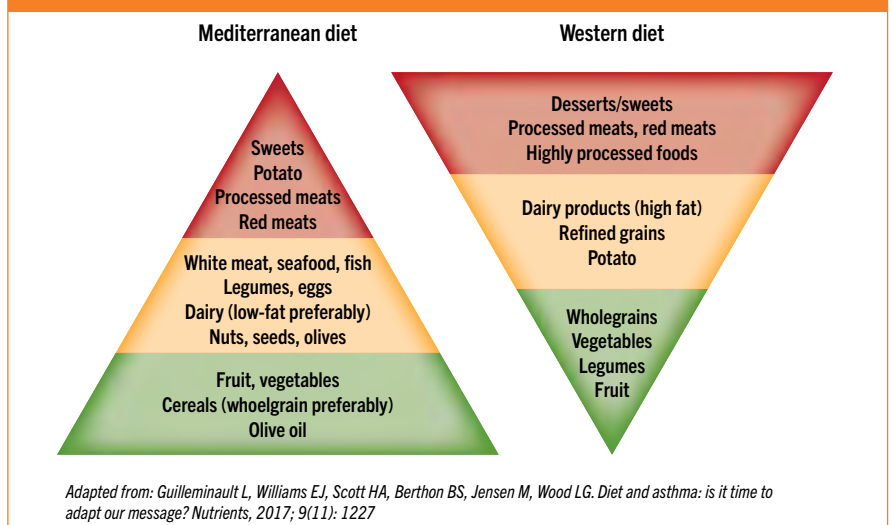 Mediterranean diet
Sweets
Potato
Processed meats
Red meats
White meat, seafood, fish
Legumes, eggs
Dairy (low-fat preferably)
Nuts, seeds, olives
Fruit, vegetables
Cereals (whoelgrain preferably)
Olive oil
Western diet
Desserts/sweets
Processed meats, red meats
Highly processed foods
Dairy products (high fat)
Refined grains
Potato
Wholegrains
Vegetables
Legumes
Fruit
Adapted from: Guilleminault L, Williams EJ, Scott HA, Berthon BS, Jensen M, Wood LG. Diet and asthma: is it time to
adapt our message? Nutrients, 2017; 9(11): 1227